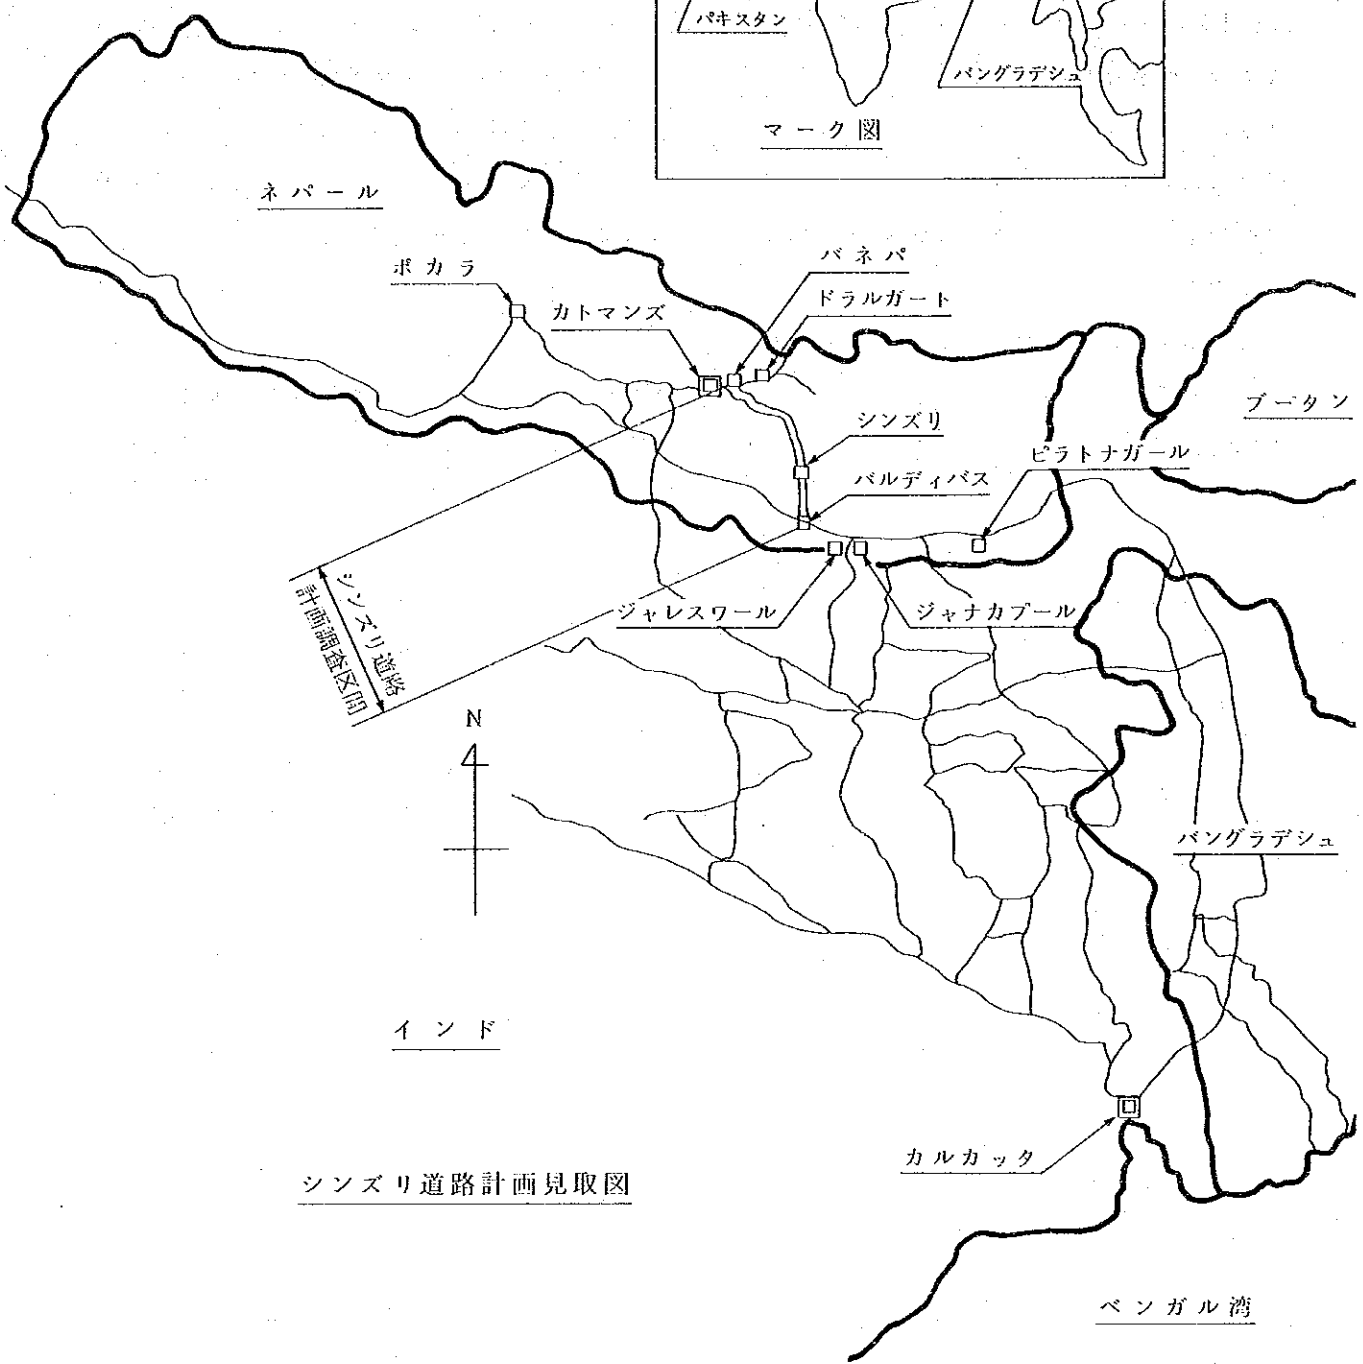 パキスタン
バングラデシュ
マーク図
ネパール
ポカラ
カトマンズ
バネパ
ドラルガート
シンズリ
バルディバス
ビラトナガール
ブータン
ジャレスワール
ジャナカプール
シンズリ道路
計画調査区間
N
バングラデシュ
インド
カルカッタ
シンズリ道路計画見取図
ベンガル湾